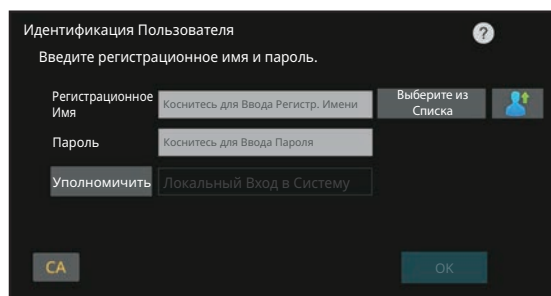 Идентификация Пользователя
?
Введите регистрационное имя и пароль.
Регистрационное
Имя
Коснитесь для Ввода Регистр. Имени
Выберите из
Списка
Пароль
Коснитесь для Ввода Пароля
Уполномичить
Локальный Вход в Систему
CA
OK